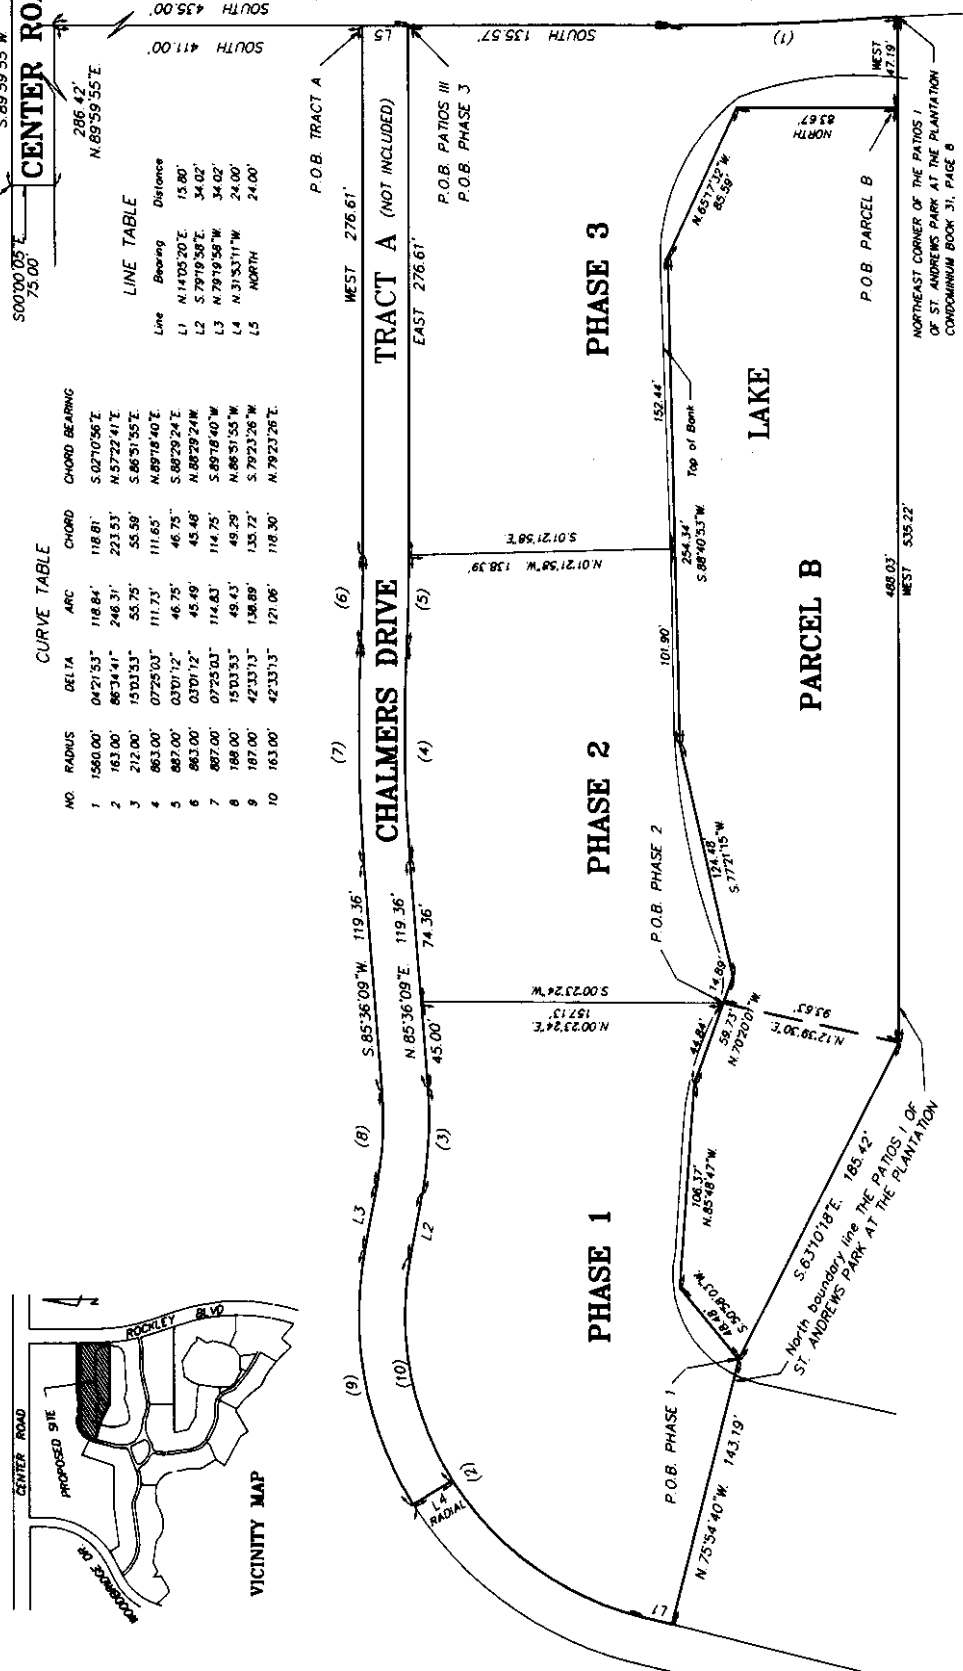 CENTER ROAD
PROPOSED SITE
ROCKLEY BLVD
WOODBRIDGE DR.
N
VICINITY MAP
CURVE TABLE
NO. RADIUS DELTA ARC CHORD CHORD BEARING
1 1560.00' 04°21'53" 118.84' 118.81' S.02°10'56"E.
2 163.00' 86°34'41" 246.31' 223.53' N.57°22'41"E.
3 212.00' 15°03'53" 55.75' 55.59' S.86°51'55"E.
4 863.00' 07°25'03" 111.73' 111.65' N.89°18'40"E.
5 887.00' 03°01'12" 46.75' 46.75" S.88°29'24"E.
6 863.00' 03°01'12" 45.49' 45.48' N.88°29'24W.
7 887.00' 07°25'03" 114.83' 114.75' S.89°18'40"W.
8 188.00' 15°03'53" 49.43' 49.29' N.86°51'55"W.
9 187.00' 42°33'13" 138.89' 135.72' S.79°23'26"W.
10 163.00' 42°33'13" 121.06' 118.30' N.79°23'26"E.
LINE TABLE
Line Bearing Distance
L1 N.14°05'20"E. 15.80'
L2 S.79°19'58"E. 34.02'
L3 N.79°19'58"W. 34.02'
L4 N.31°53'11"W. 24.00'
L5 NORTH 24.00'
S.89°59'55"W.
CENTER RO
S00°00'05"E.
75.00'
286.42'
N.89°59'55"E.
SOUTH 435.00'
SOUTH 411.00'
P.O.B. TRACT A
L5
(9)
L3
(8)
S.85°36'09"W. 119.36'
(7)
(6)
WEST 276.61'
CHALMERS DRIVE
TRACT A (NOT INCLUDED)
L4
RADIAL
(2)
(10)
L2
(3)
N.85°36'09"E. 119.36'
45.00'
74.36'
(4)
(5)
EAST 276.61'
P.O.B. PATIOS III
P.O.B. PHASE 3
SOUTH 135.57'
(1)
N.00°23'24"E.
157.13'
S.00°23'24"W.
N.01°21'58"W. 138.39'
S.01°21'58"E.
PHASE 1
PHASE 2
PHASE 3
P.O.B. PHASE 2
P.O.B. PHASE 1
L1
N.75°54'40"W. 143.19'
48.48'
S.50°58'03"W.
106.37'
N.85°48'47"W.
44.84'
14.89'
59.73'
N.70°20'01"W.
124.48'
S.77°21'15"W.
101.90'
152.44'
254.34'
S.88°40'53"W.
Top of Bank
N.65°17'32"W.
85.59'
NORTH
83.67'
WEST
47.19'
LAKE
PARCEL B
P.O.B. PARCEL B
N.12°39'30"E.
93.63'
S.63°10'18"E. 185.42'
488.03'
WEST 535.22'
North boundary line THE PATIOS I OF
ST. ANDREWS PARK AT THE PLANTATION
NORTHEAST CORNER OF THE PATIOS I
OF ST. ANDREWS PARK AT THE PLANTATION
CONDOMINIUM BOOK 31, PAGE 8